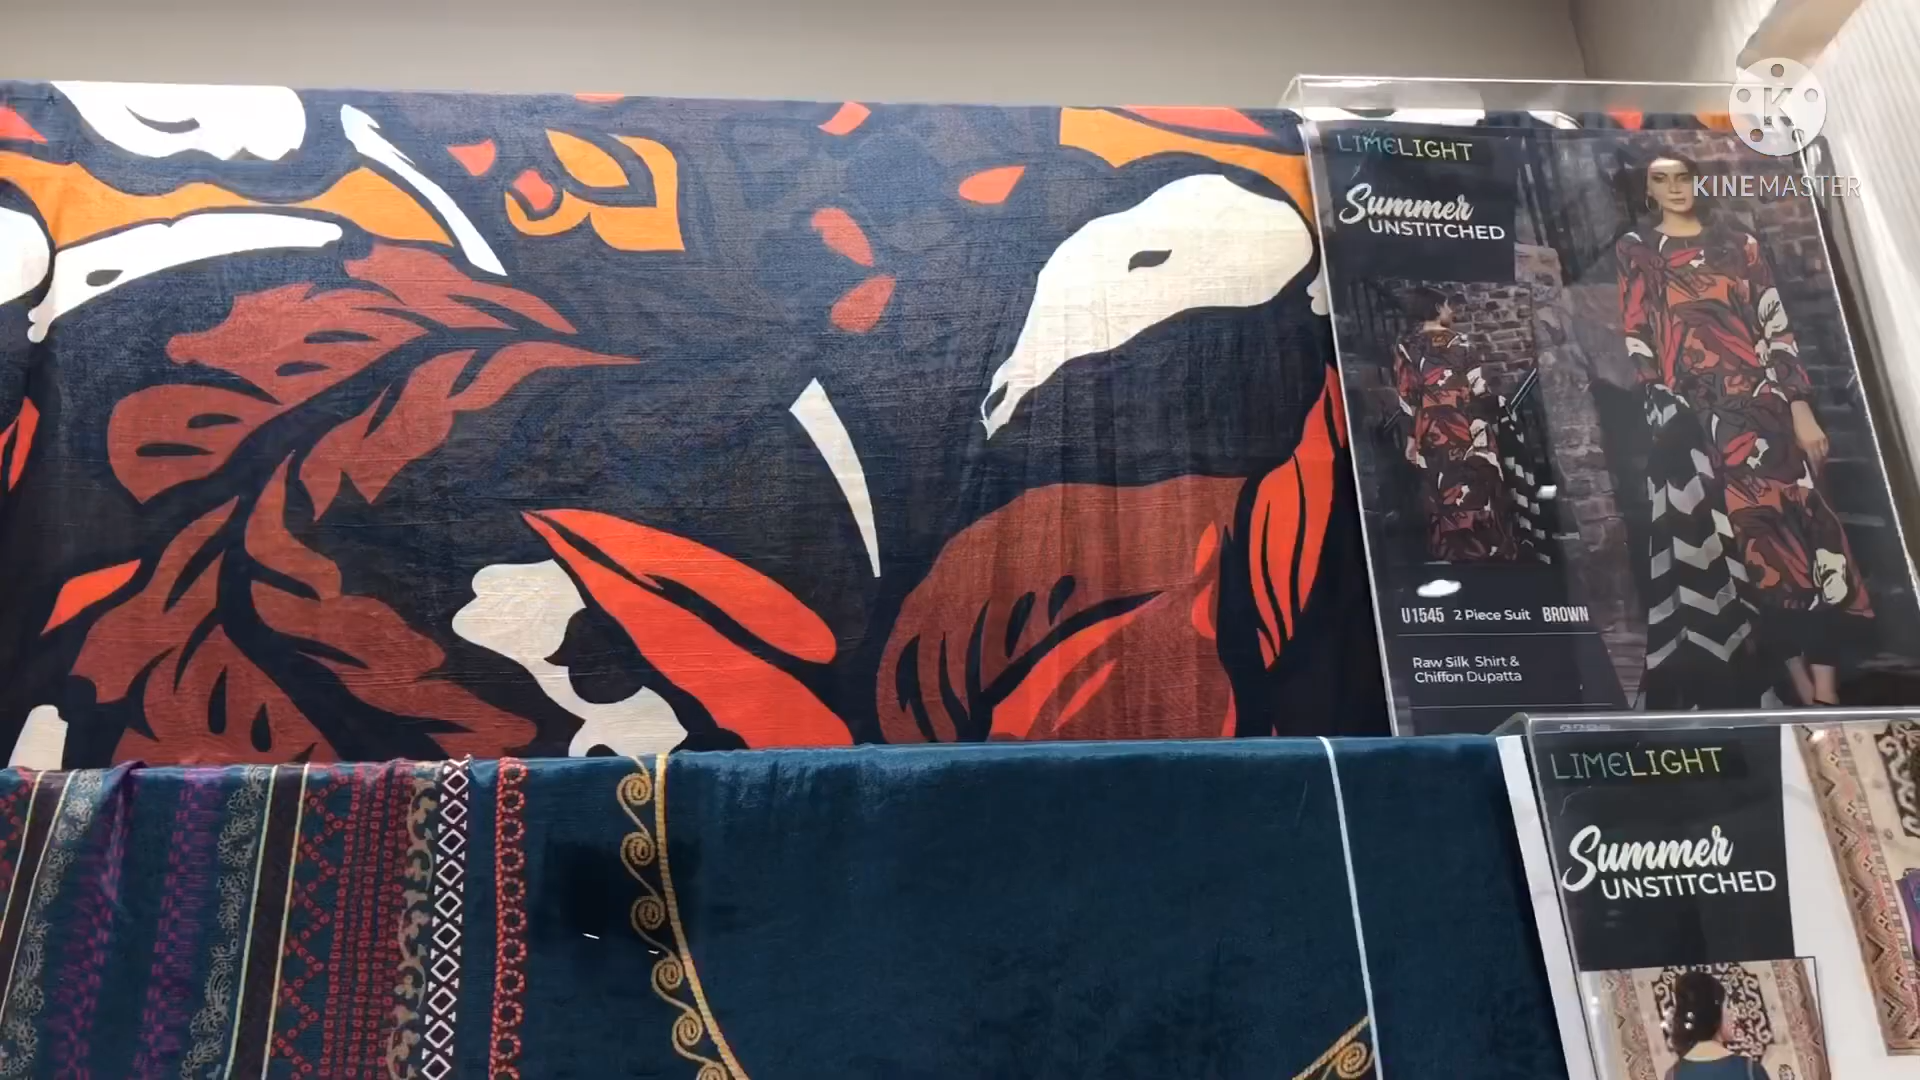 LIMELIGHT
Summer
UNSTITCHED
K
KINEMASTER
U1545 2 Piece Suit BROWN
Raw Silk Shirt &
Chiffon Dupatta
LIMELIGHT
Summer
UNSTITCHED